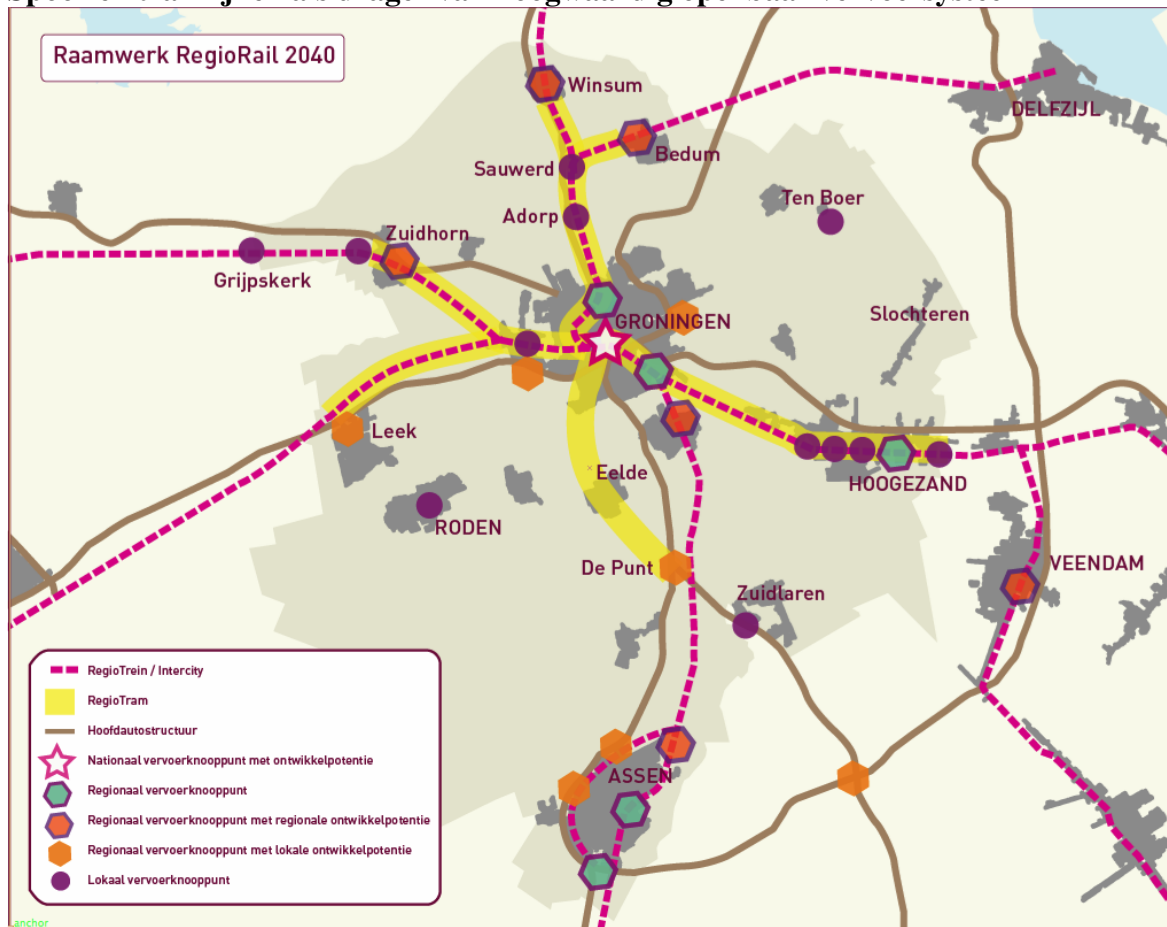 Raamwerk RegioRail 2040
Winsum
DELFZIJL
Bedum
Sauwerd
Ten Boer
Adorp
Zuidhorn
Grijpskerk
Slochteren
GRONINGEN
Leek
Eelde
HOOGEZAND
RODEN
De Punt
VEENDAM
Zuidlaren
ASSEN
RegioTrein / Intercity
RegioTram
Hoofdautostructuur
Nationaal vervoerknooppunt met ontwikkelpotentie
Regionaal vervoerknooppunt
Regionaal vervoerknooppunt met regionale ontwikkelpotentie
Regionaal vervoerknooppunt met lokale ontwikkelpotentie
Lokaal vervoerknooppunt
anchor